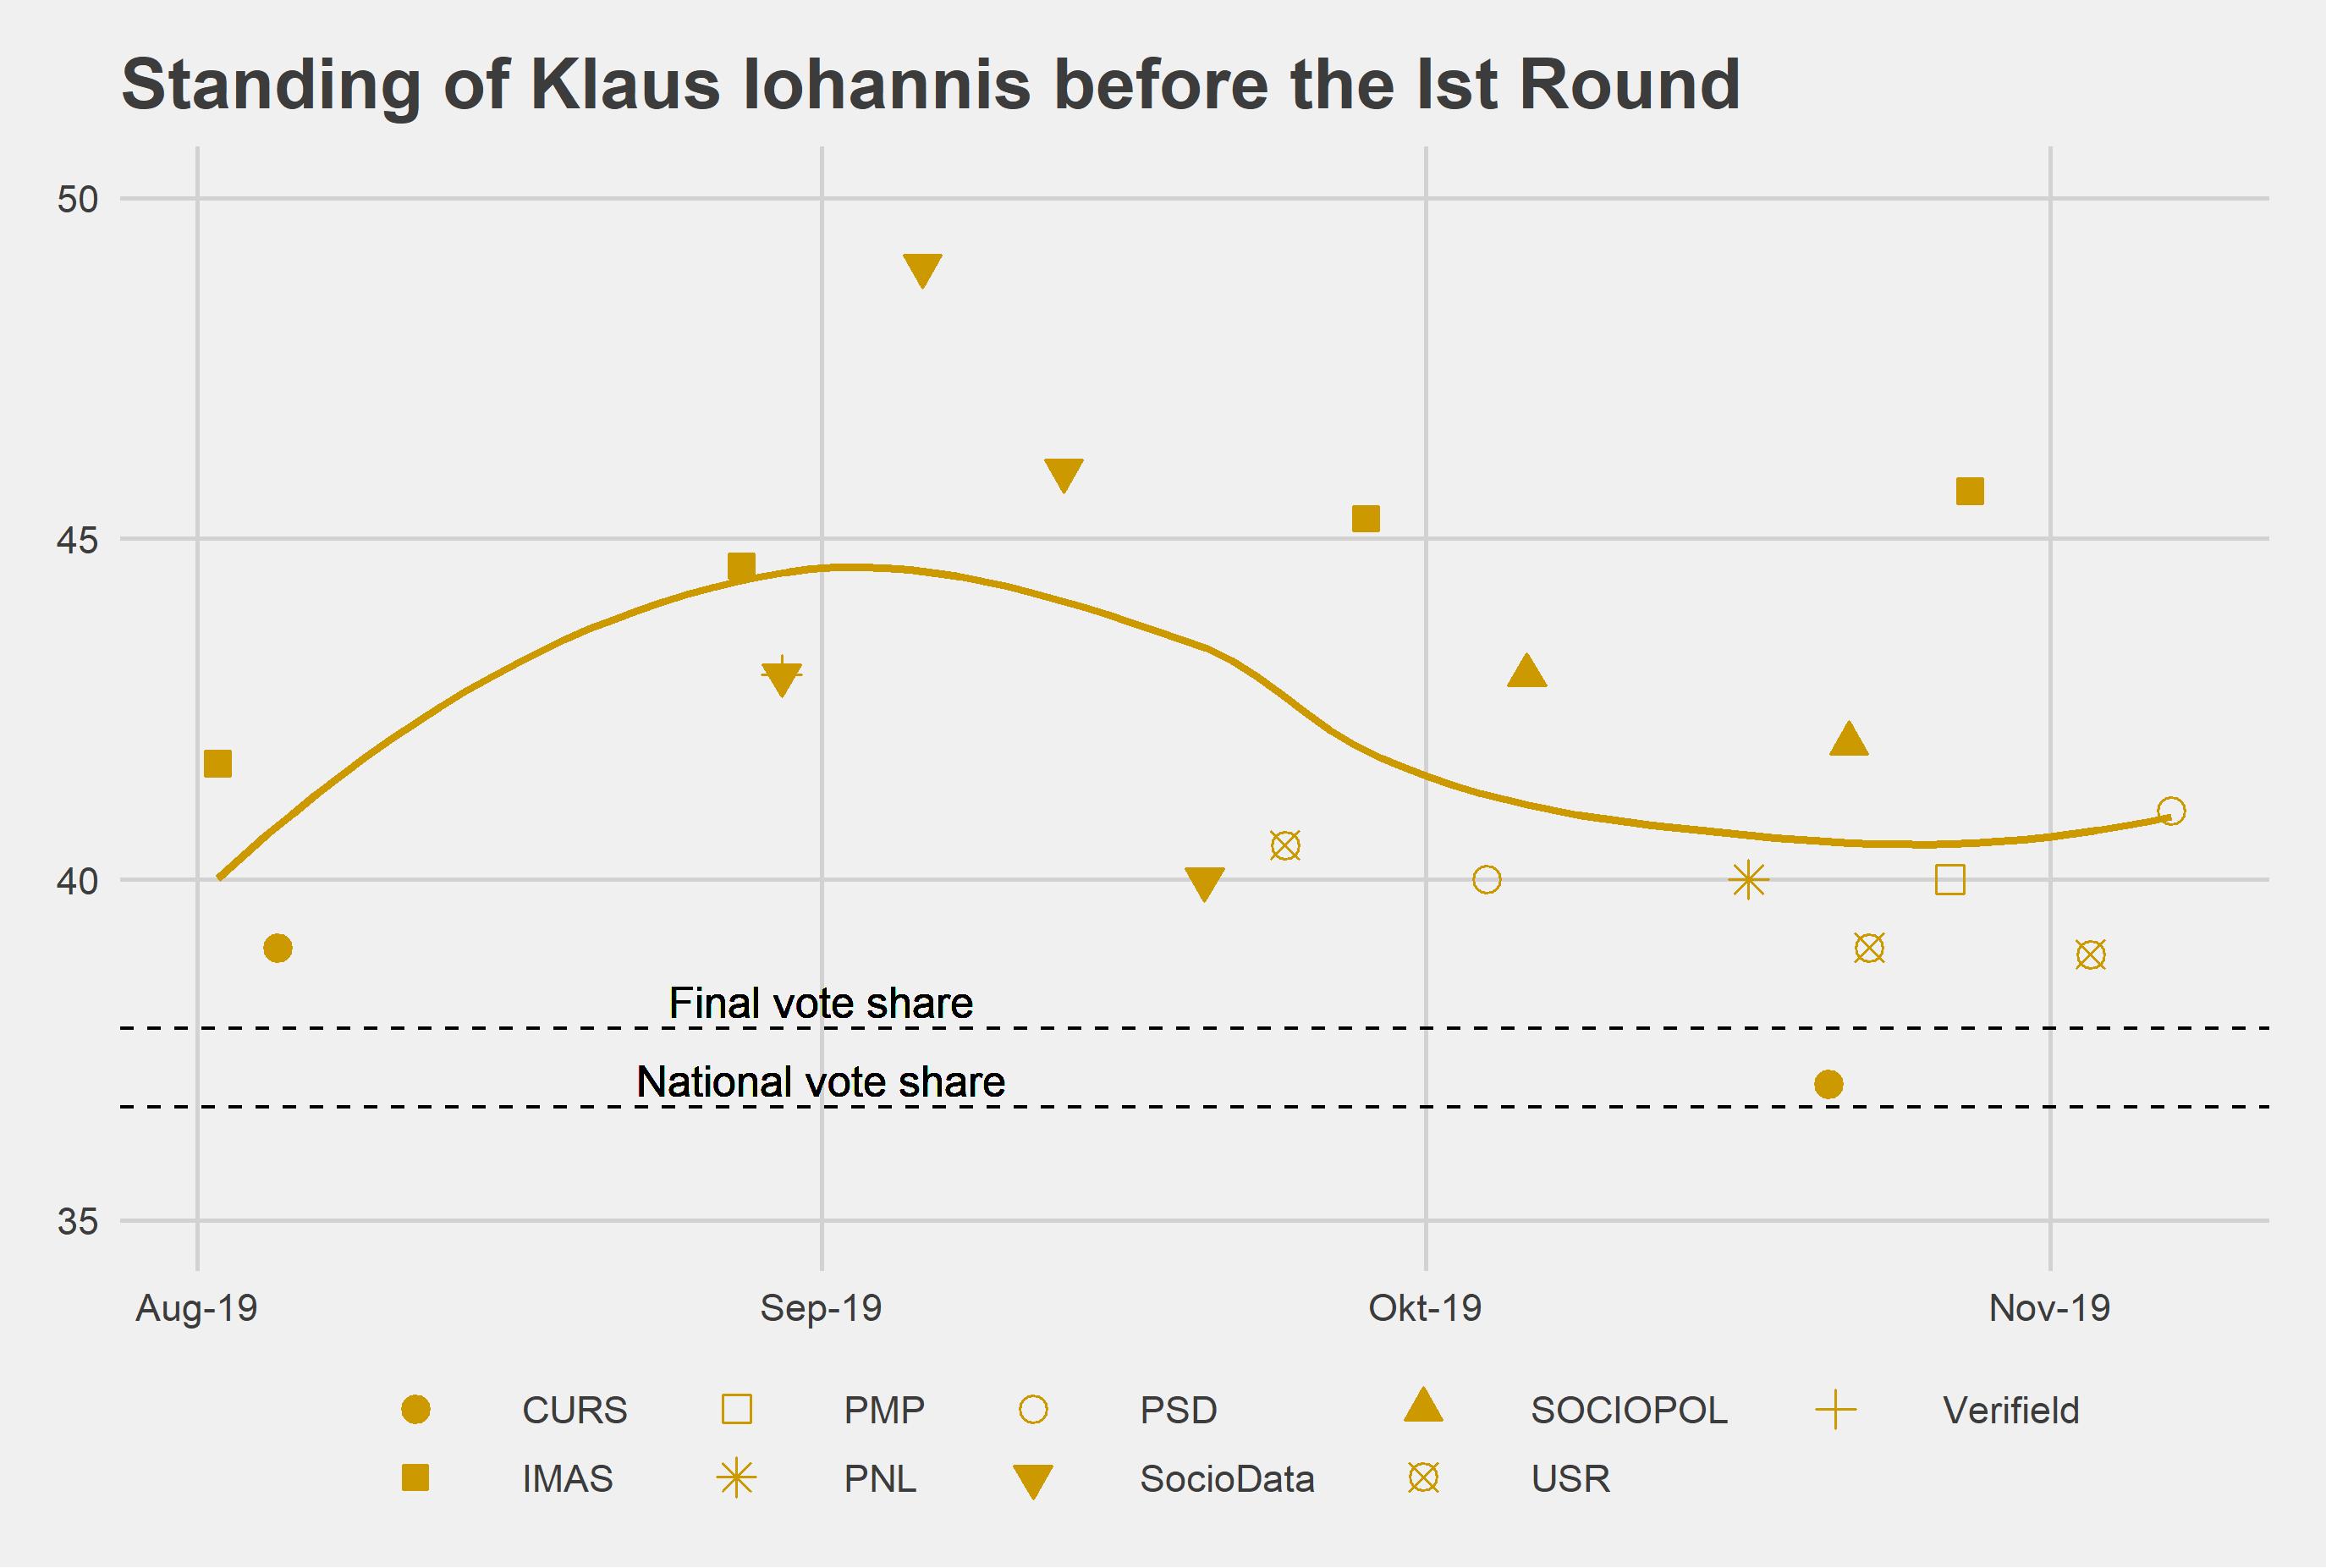 Standing of Klaus Iohannis before the Ist Round
50
45
40
35
Final vote share
National vote share
Aug-19 Sep-19 Okt-19 Nov-19
CURS PMP PSD SOCIOPOL Verifield
IMAS PNL SocioData USR